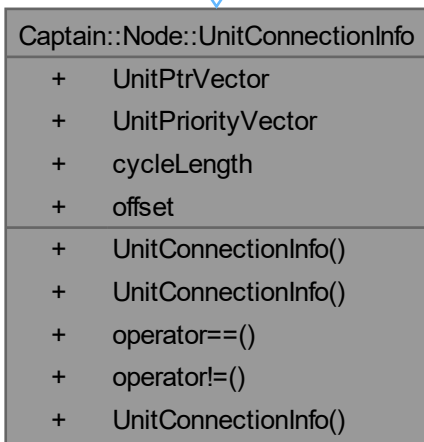 Captain::Node::UnitConnectionInfo
+ UnitPtrVector
+ UnitPriorityVector
+ cycleLength
+ offset
+ UnitConnectionInfo()
+ UnitConnectionInfo()
+ operator==()
+ operator!=()
+ UnitConnectionInfo()